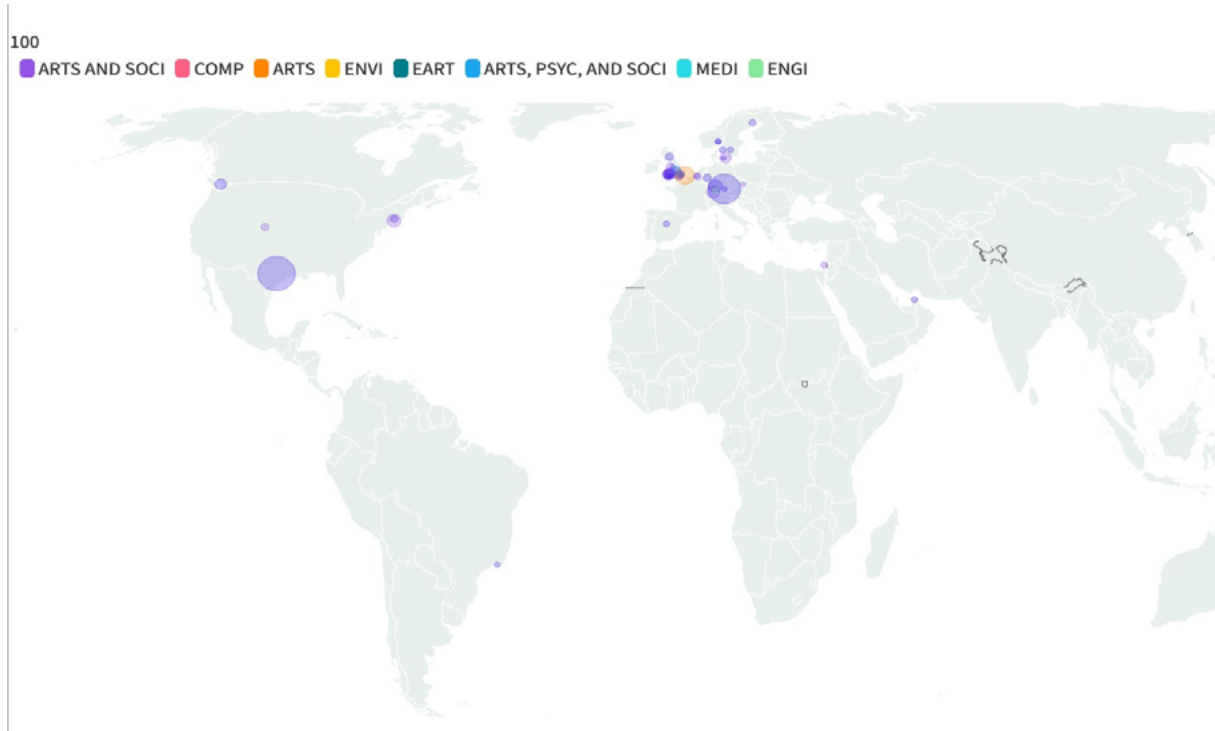 100
ARTS AND SOCI COMP ARTS ENVI EART ARTS, PSYC, AND SOCI MEDI ENGI